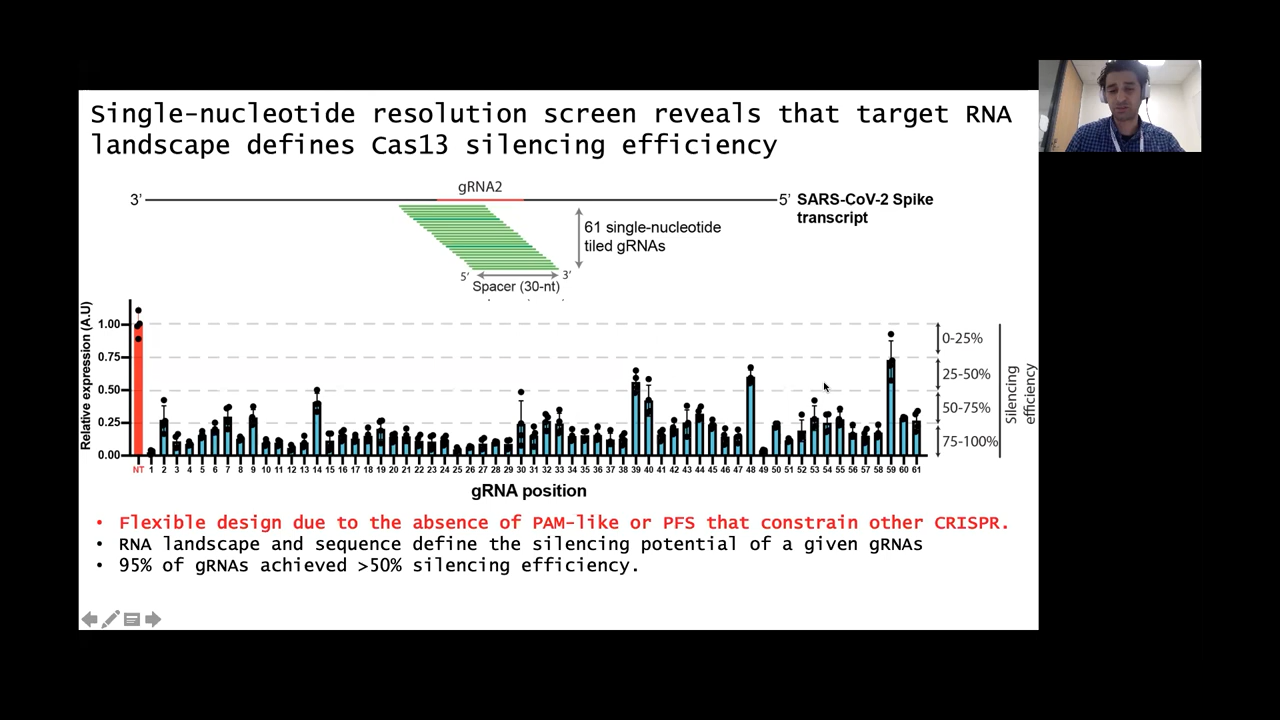 Single-nucleotide resolution screen reveals that target RNA
landscape defines Cas13 silencing efficiency
gRNA2
3' 5' SARS-CoV-2 Spike
transcript
61 single-nucleotide
tiled gRNAs
5' 3'
Spacer (30-nt)
Relative expression (A.U)
1.00
0.75
0.50
0.25
0.00
0-25%
25-50%
50-75%
75-100%
Silencing
efficiency
NT 1 2 3 4 5 6 7 8 9 10 11 12 13 14 15 16 17 18 19 20 21 22 23 24 25 26 27 28 29 30 31 32 33 34 35 36 37 38 39 40 41 42 43 44 45 46 47 48 49 50 51 52 53 54 55 56 57 58 59 60 61
gRNA position
• Flexible design due to the absence of PAM-like or PFS that constrain other CRISPR.
• RNA landscape and sequence define the silencing potential of a given gRNAs
• 95% of gRNAs achieved >50% silencing efficiency.